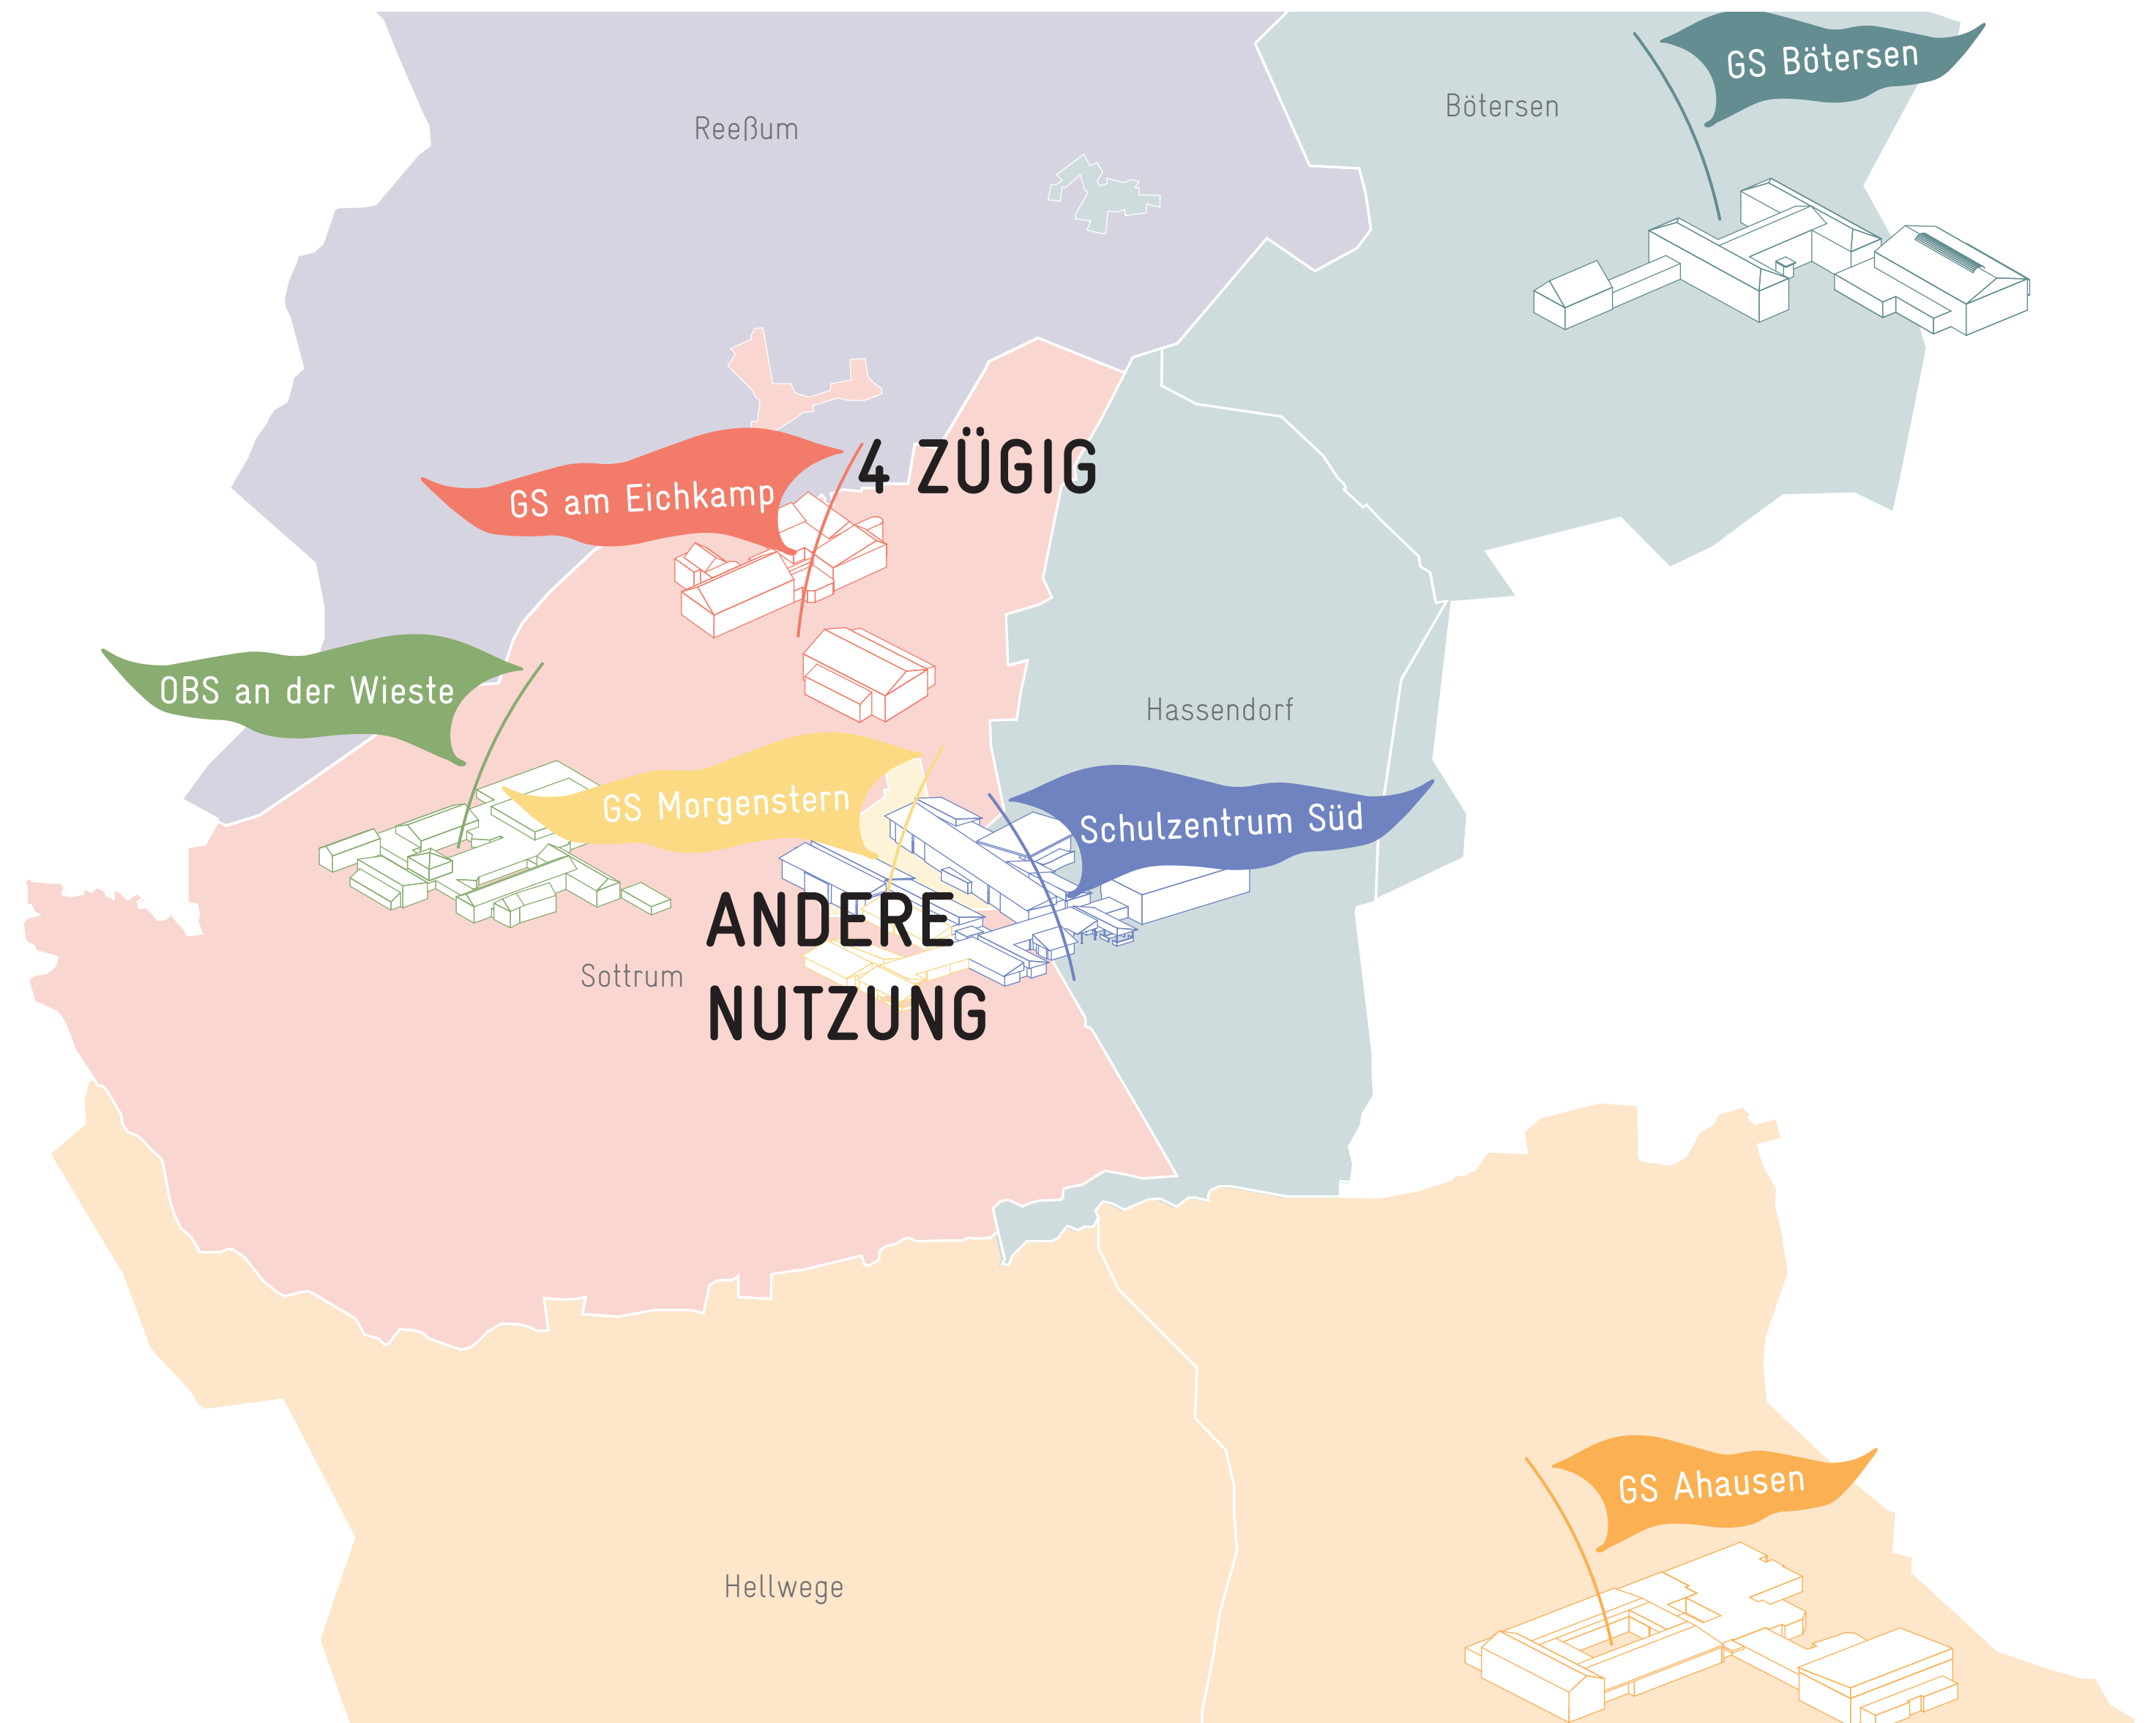 GS Bötersen
Bötersen
Reeßum
4 ZÜGIG
GS am Eichkamp
OBS an der Wieste
Hassendorf
GS Morgenstern
Schulzentrum Süd
ANDERE
NUTZUNG
Sottrum
GS Ahausen
Hellwege